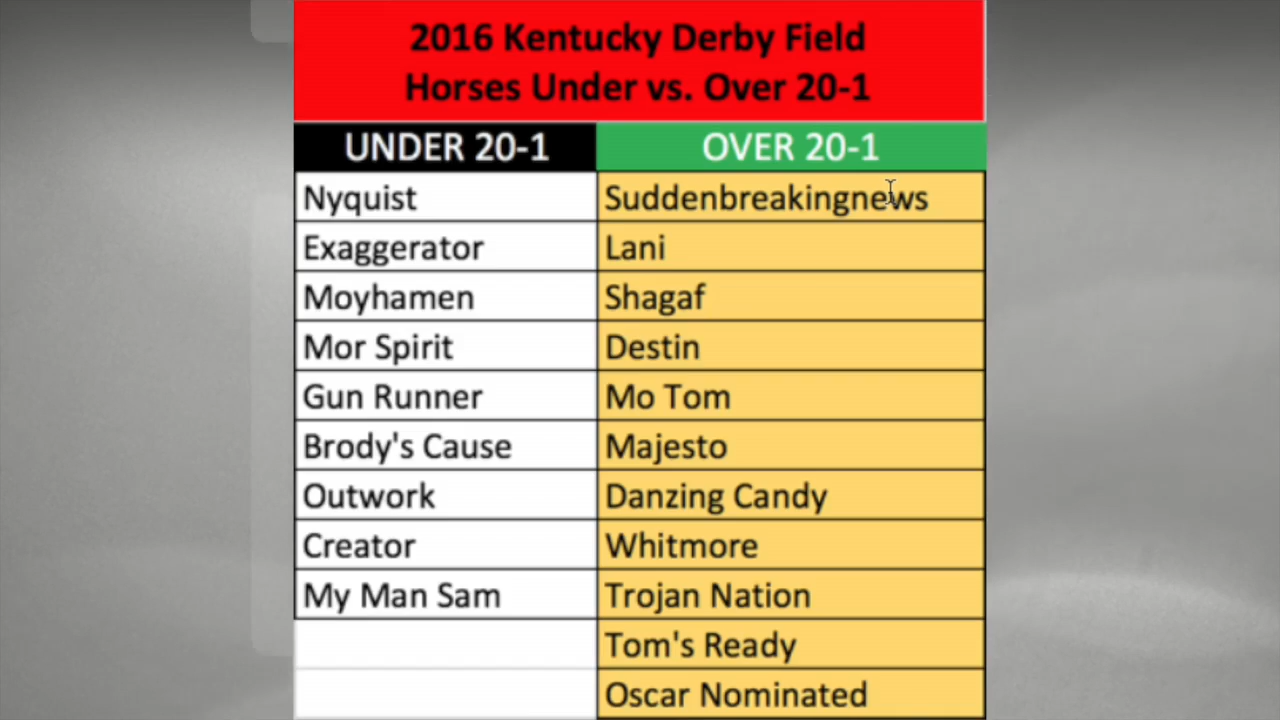 2016 Kentucky Derby Field
Horses Under vs. Over 20-1
UNDER 20-1 OVER 20-1
Nyquist Suddenbreakingnews
Exaggerator Lani
Moyhamen Shagaf
Mor Spirit Destin
Gun Runner Mo Tom
Brody's Cause Majesto
Outwork Danzing Candy
Creator Whitmore
My Man Sam Trojan Nation
Tom's Ready
Oscar Nominated